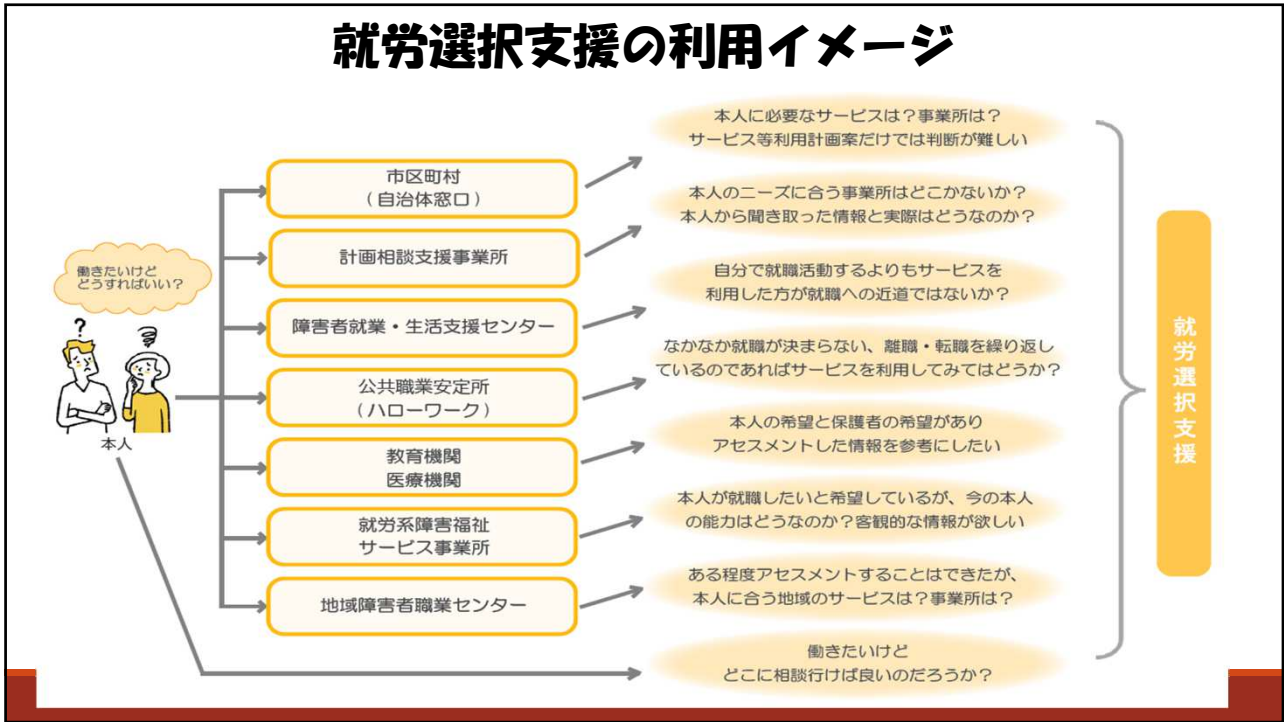 就労選択支援の利用イメージ
働きたいけど
どうすればいい？
?
本人
市区町村
（自治体窓口）
計画相談支援事業所
障害者就業・生活支援センター
公共職業安定所
（ハローワーク）
教育機関
医療機関
就労系障害福祉
サービス事業所
地域障害者職業センター
本人に必要なサービスは？事業所は？
サービス等利用計画案だけでは判断が難しい
本人のニーズに合う事業所はどこかないか？
本人から聞き取った情報と実際はどうなのか？
自分で就職活動するよりもサービスを
利用した方が就職への近道ではないか？
なかなか就職が決まらない、離職・転職を繰り返し
ているのであればサービスを利用してみてはどうか？
本人の希望と保護者の希望があり
アセスメントした情報を参考にしたい
本人が就職したいと希望しているが、今の本人
の能力はどうなのか？客観的な情報が欲しい
ある程度アセスメントすることはできたが、
本人に合う地域のサービスは？事業所は？
働きたいけど
どこに相談行けば良いのだろうか？
就労選択支援